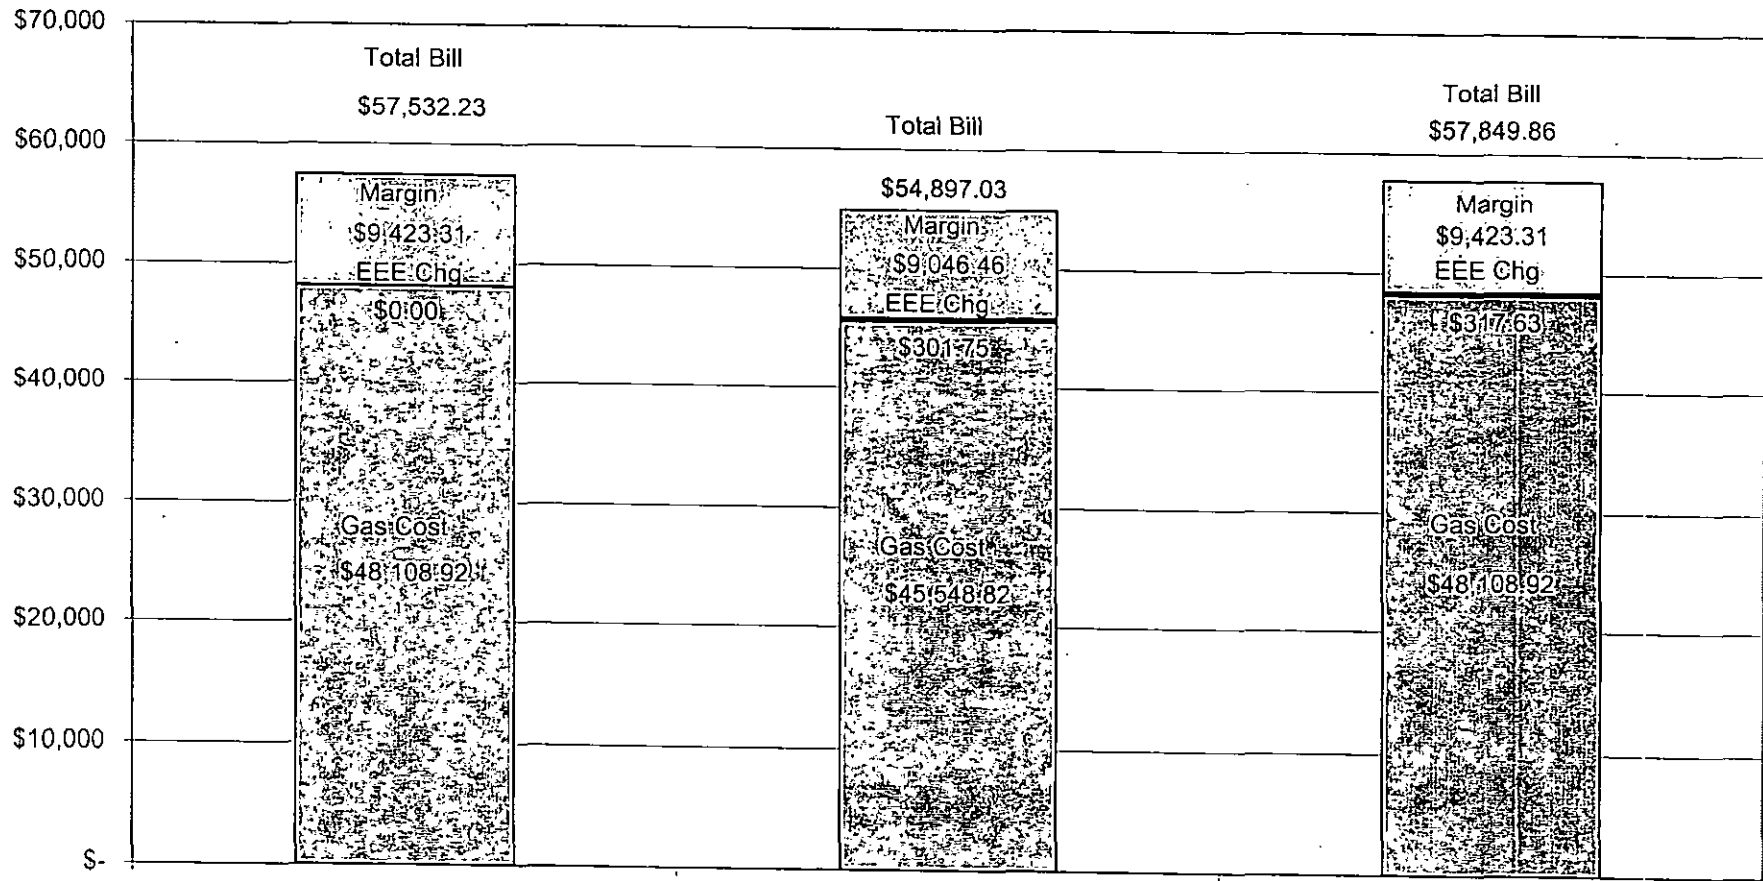 $70,000
$60,000
$50,000
$40,000
$30,000
$20,000
$10,000
$-
Total Bill
$57,532.23
Margin
$9,423.31
EEE Chg
$0.00
Gas Cost
$48,108.92
Total Bill
$54,897.03
Margin
$9,046.46
EEE Chg
$301.75
Gas Cost
$45,548.82
Total Bill
$57,849.86
Margin
$9,423.31
EEE Chg
$317.63
Gas Cost
$48,108.92